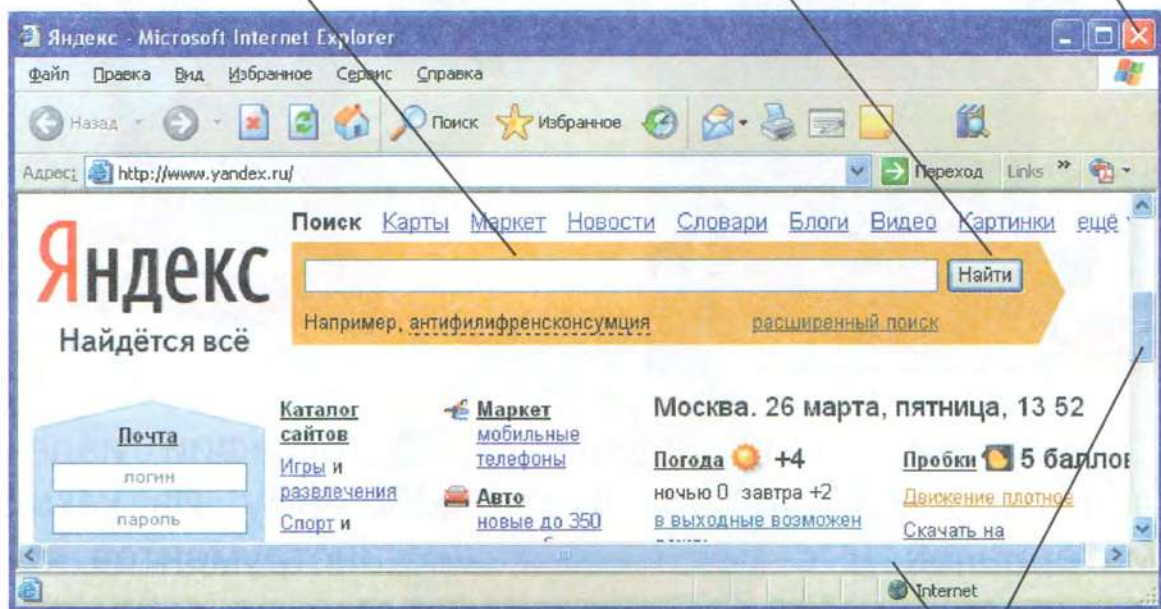 Яндекс - Microsoft Internet Explorer
Файл Правка Вид Избранное Сервис Справка
Назад Поиск Избранное
Адрес: http://www.yandex.ru/ Переход Links »
Поиск Карты Маркет Новости Словари Блоги Видео Картинки ещё
Яндекс
Найти
Найдётся всё
Например, антифилифренсконсумция расширенный поиск
Почта
логин
пароль
Каталог сайтов
Игры и развлечения
Спорт и
Маркет
мобильные телефоны
Авто
новые до 350
Москва. 26 марта, пятница, 13 52
Погода +4
ночью 0 завтра +2
в выходные возможен
Пробки 5 баллов
Движение плотное
Скачать на
Internet